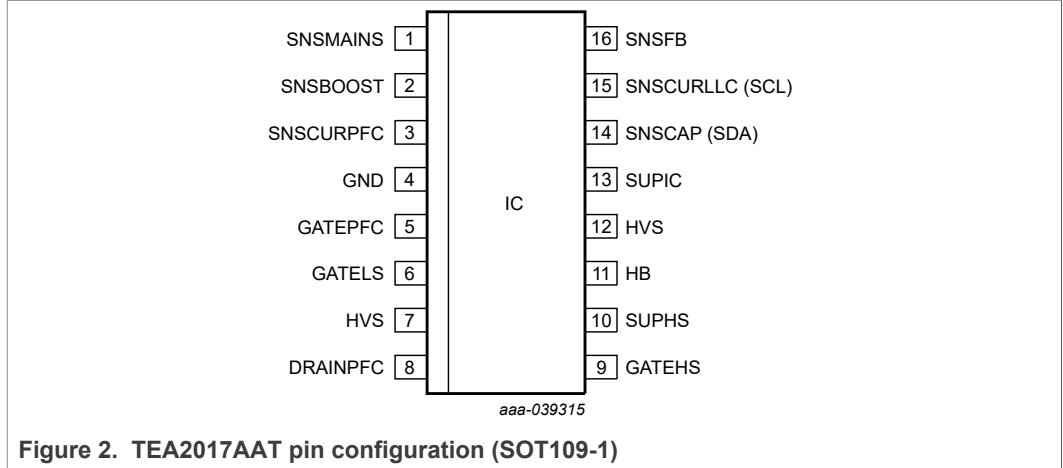 SNSMAINS 1 16 SNSFB
SNSBOOST 2 15 SNSCURLLC (SCL)
SNSCURPFC 3 14 SNSCAP (SDA)
GND 4 13 SUPIC
IC
GATEPFC 5 12 HVS
GATELS 6 11 HB
HVS 7 10 SUPHS
DRAINPFC 8 9 GATEHS
aaa-039315
Figure 2. TEA2017AAT pin configuration (SOT109-1)